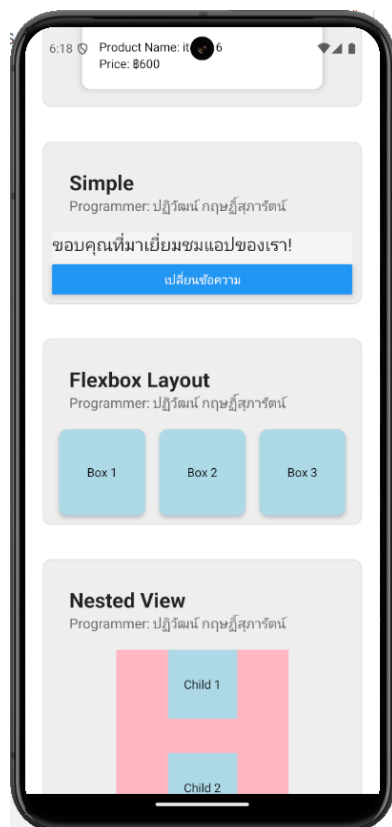 6:18 Product Name: it 6
Price: ฿600
Simple
Programmer: ปฏิวัฒน์ กฤษฎิ์สุภารัตน์
ขอบคุณที่มาเยี่ยมชมแอปของเรา!
เปลี่ยนข้อความ
Flexbox Layout
Programmer: ปฏิวัฒน์ กฤษฎิ์สุภารัตน์
Box 1 Box 2 Box 3
Nested View
Programmer: ปฏิวัฒน์ กฤษฎิ์สุภารัตน์
Child 1
Child 2